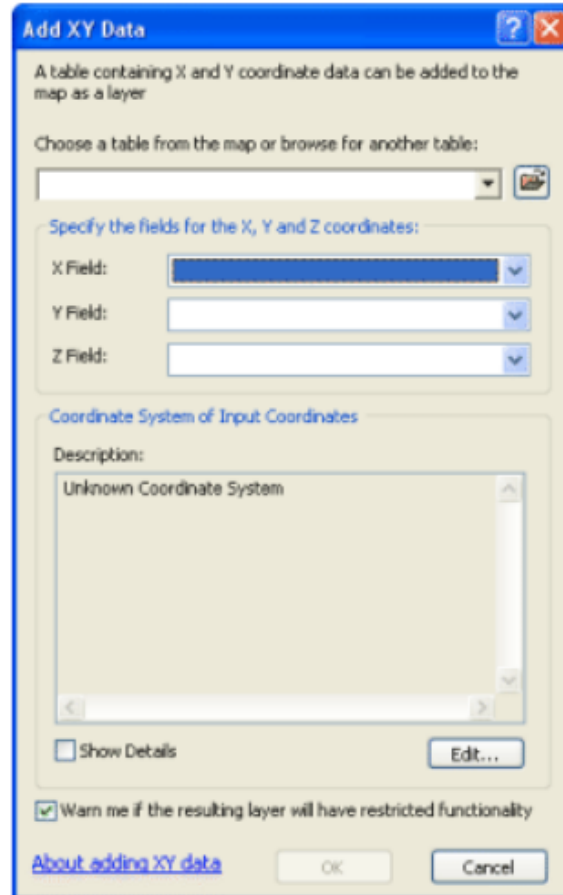 Add XY Data
A table containing X and Y coordinate data can be added to the
map as a layer
Choose a table from the map or browse for another table:
Specify the fields for the X, Y and Z coordinates:
X Field:
Y Field:
Z Field:
Coordinate System of Input Coordinates
Description:
Unknown Coordinate System
Show Details
Edit...
Warn me if the resulting layer will have restricted functionality
About adding XY data
OK
Cancel